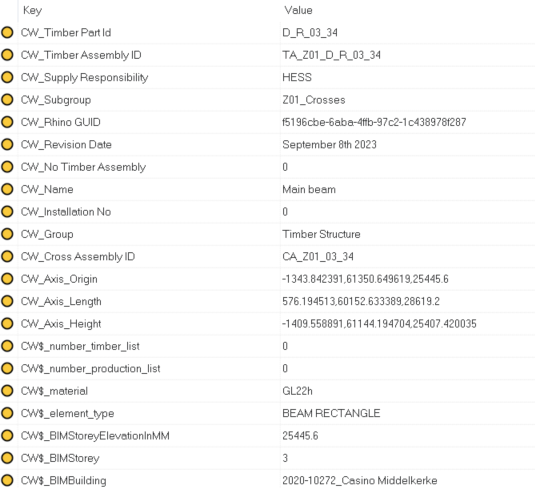 Key Value
CW_Timber Part Id D_R_03_34
CW_Timber Assembly ID TA_Z01_D_R_03_34
CW_Supply Responsibility HESS
CW_Subgroup Z01_Crosses
CW_Rhino GUID f5196cbe-6aba-4ffb-97c2-1c438978f287
CW_Revision Date September 8th 2023
CW_No Timber Assembly 0
CW_Name Main beam
CW_Installation No 0
CW_Group Timber Structure
CW_Cross Assembly ID CA_Z01_03_34
CW_Axis_Origin -1343.842391,61350.649619,25445.6
CW_Axis_Length 576.194513,60152.633389,28619.2
CW_Axis_Height -1409.558891,61144.194704,25407.420035
CW$_number_timber_list 0
CW$_number_production_list 0
CW$_material GL22h
CW$_element_type BEAM RECTANGLE
CW$_BIMStoreyElevationInMM 25445.6
CW$_BIMStorey 3
CW$_BIMBuilding 2020-10272_Casino Middelkerke